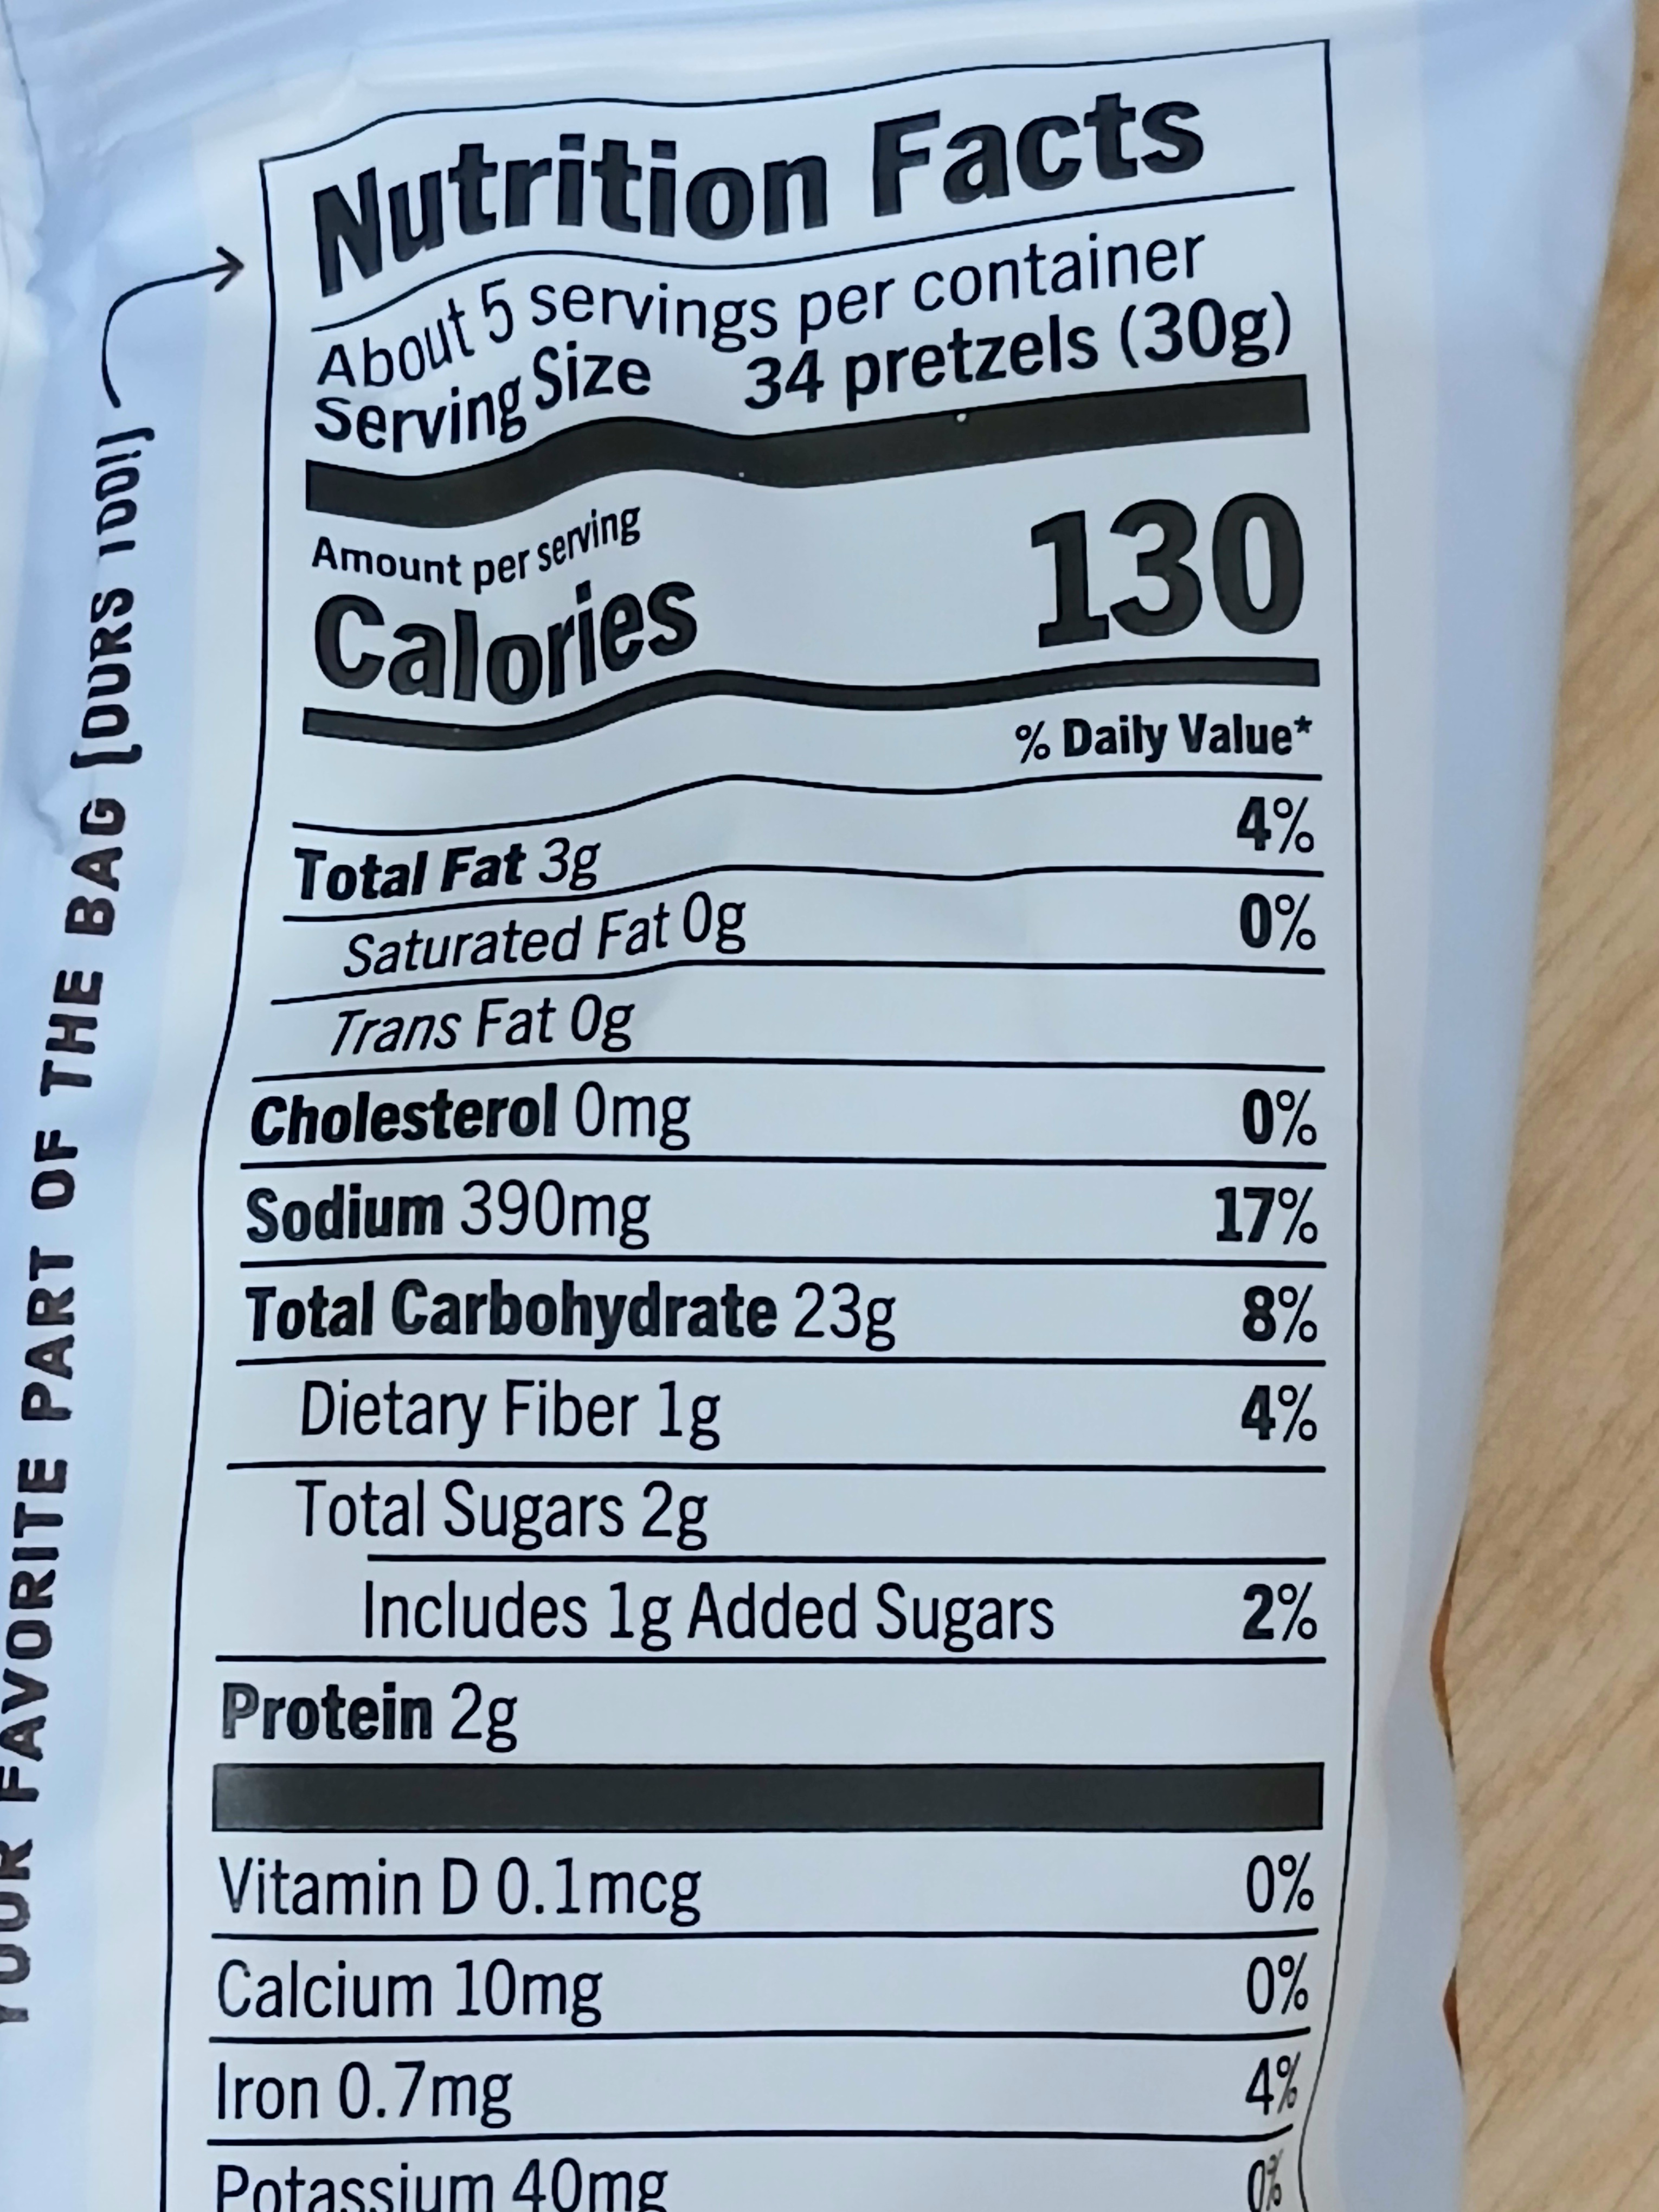 YOUR FAVORITE PART OF THE BAG [OURS TOO!]
Nutrition Facts
About 5 servings per container
Serving Size 34 pretzels (30g)
Amount per serving
Calories 130
% Daily Value*
Total Fat 3g 4%
Saturated Fat 0g 0%
Trans Fat 0g
Cholesterol 0mg 0%
Sodium 390mg 17%
Total Carbohydrate 23g 8%
Dietary Fiber 1g 4%
Total Sugars 2g
Includes 1g Added Sugars 2%
Protein 2g
Vitamin D 0.1mcg 0%
Calcium 10mg 0%
Iron 0.7mg 4%
Potassium 40mg 0%